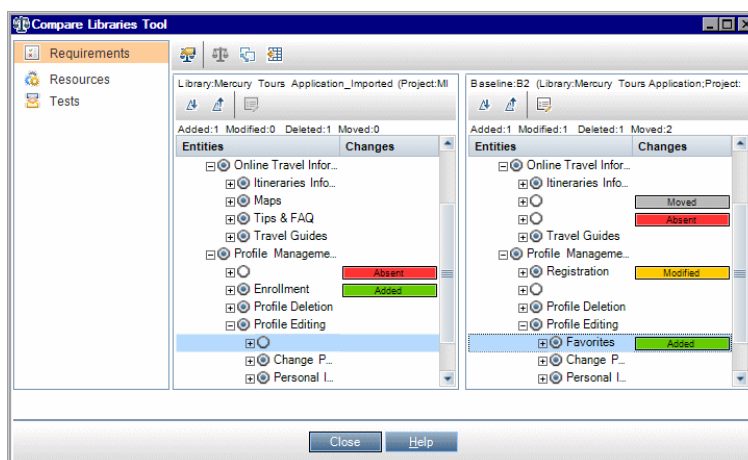 Compare Libraries Tool
Requirements
Resources
Tests
Library:Mercury Tours Application_Imported (Project:MI
Added:1 Modified:0 Deleted:1 Moved:0
Entities Changes
Online Travel Infor...
Itineraries Info...
Maps
Tips & FAQ
Travel Guides
Profile Manageme...
Absent
Enrollment Added
Profile Deletion
Profile Editing
Change P...
Personal I...
Baseline:B2 (Library:Mercury Tours Application;Project:
Added:1 Modified:1 Deleted:1 Moved:2
Entities Changes
Online Travel Infor...
Itineraries Info...
Moved
Absent
Travel Guides
Profile Manageme...
Registration Modified
Profile Deletion
Profile Editing
Favorites Added
Change P...
Personal I...
Close Help